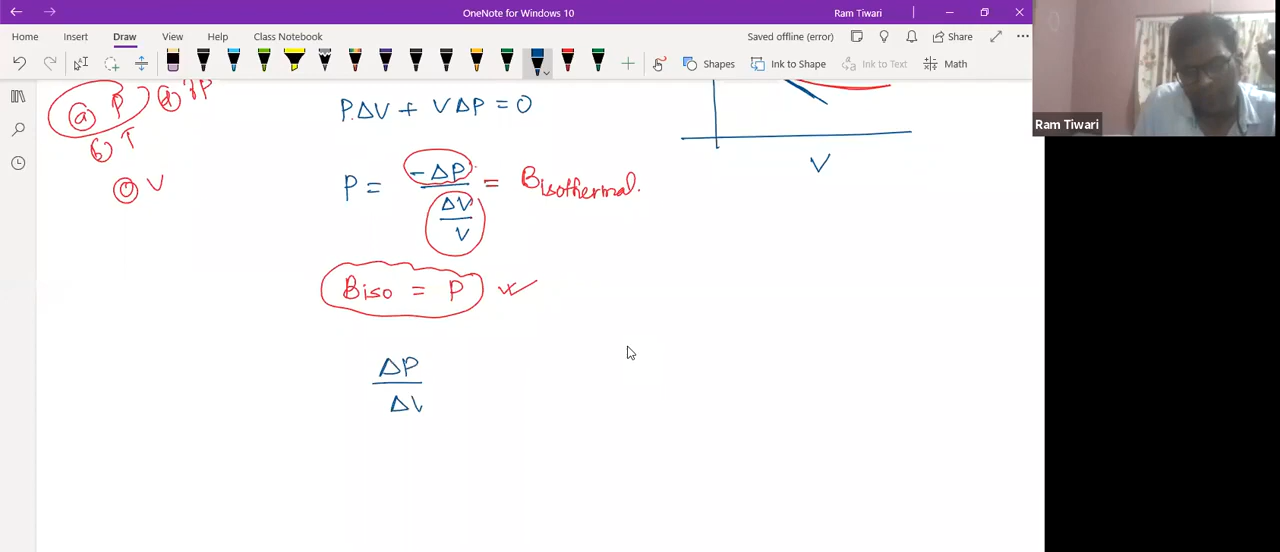 OneNote for Windows 10
Ram Tiwari
Home Insert Draw View Help Class Notebook
Saved offline (error) Share
Shapes Ink to Shape Ink to Text Math
Ram Tiwari
(a) P (d) γP
(b) T
V
P.ΔV + VΔP = 0
P = -ΔP / (ΔV / V) = Bisothermal.
Biso = P
ΔP
ΔV
V